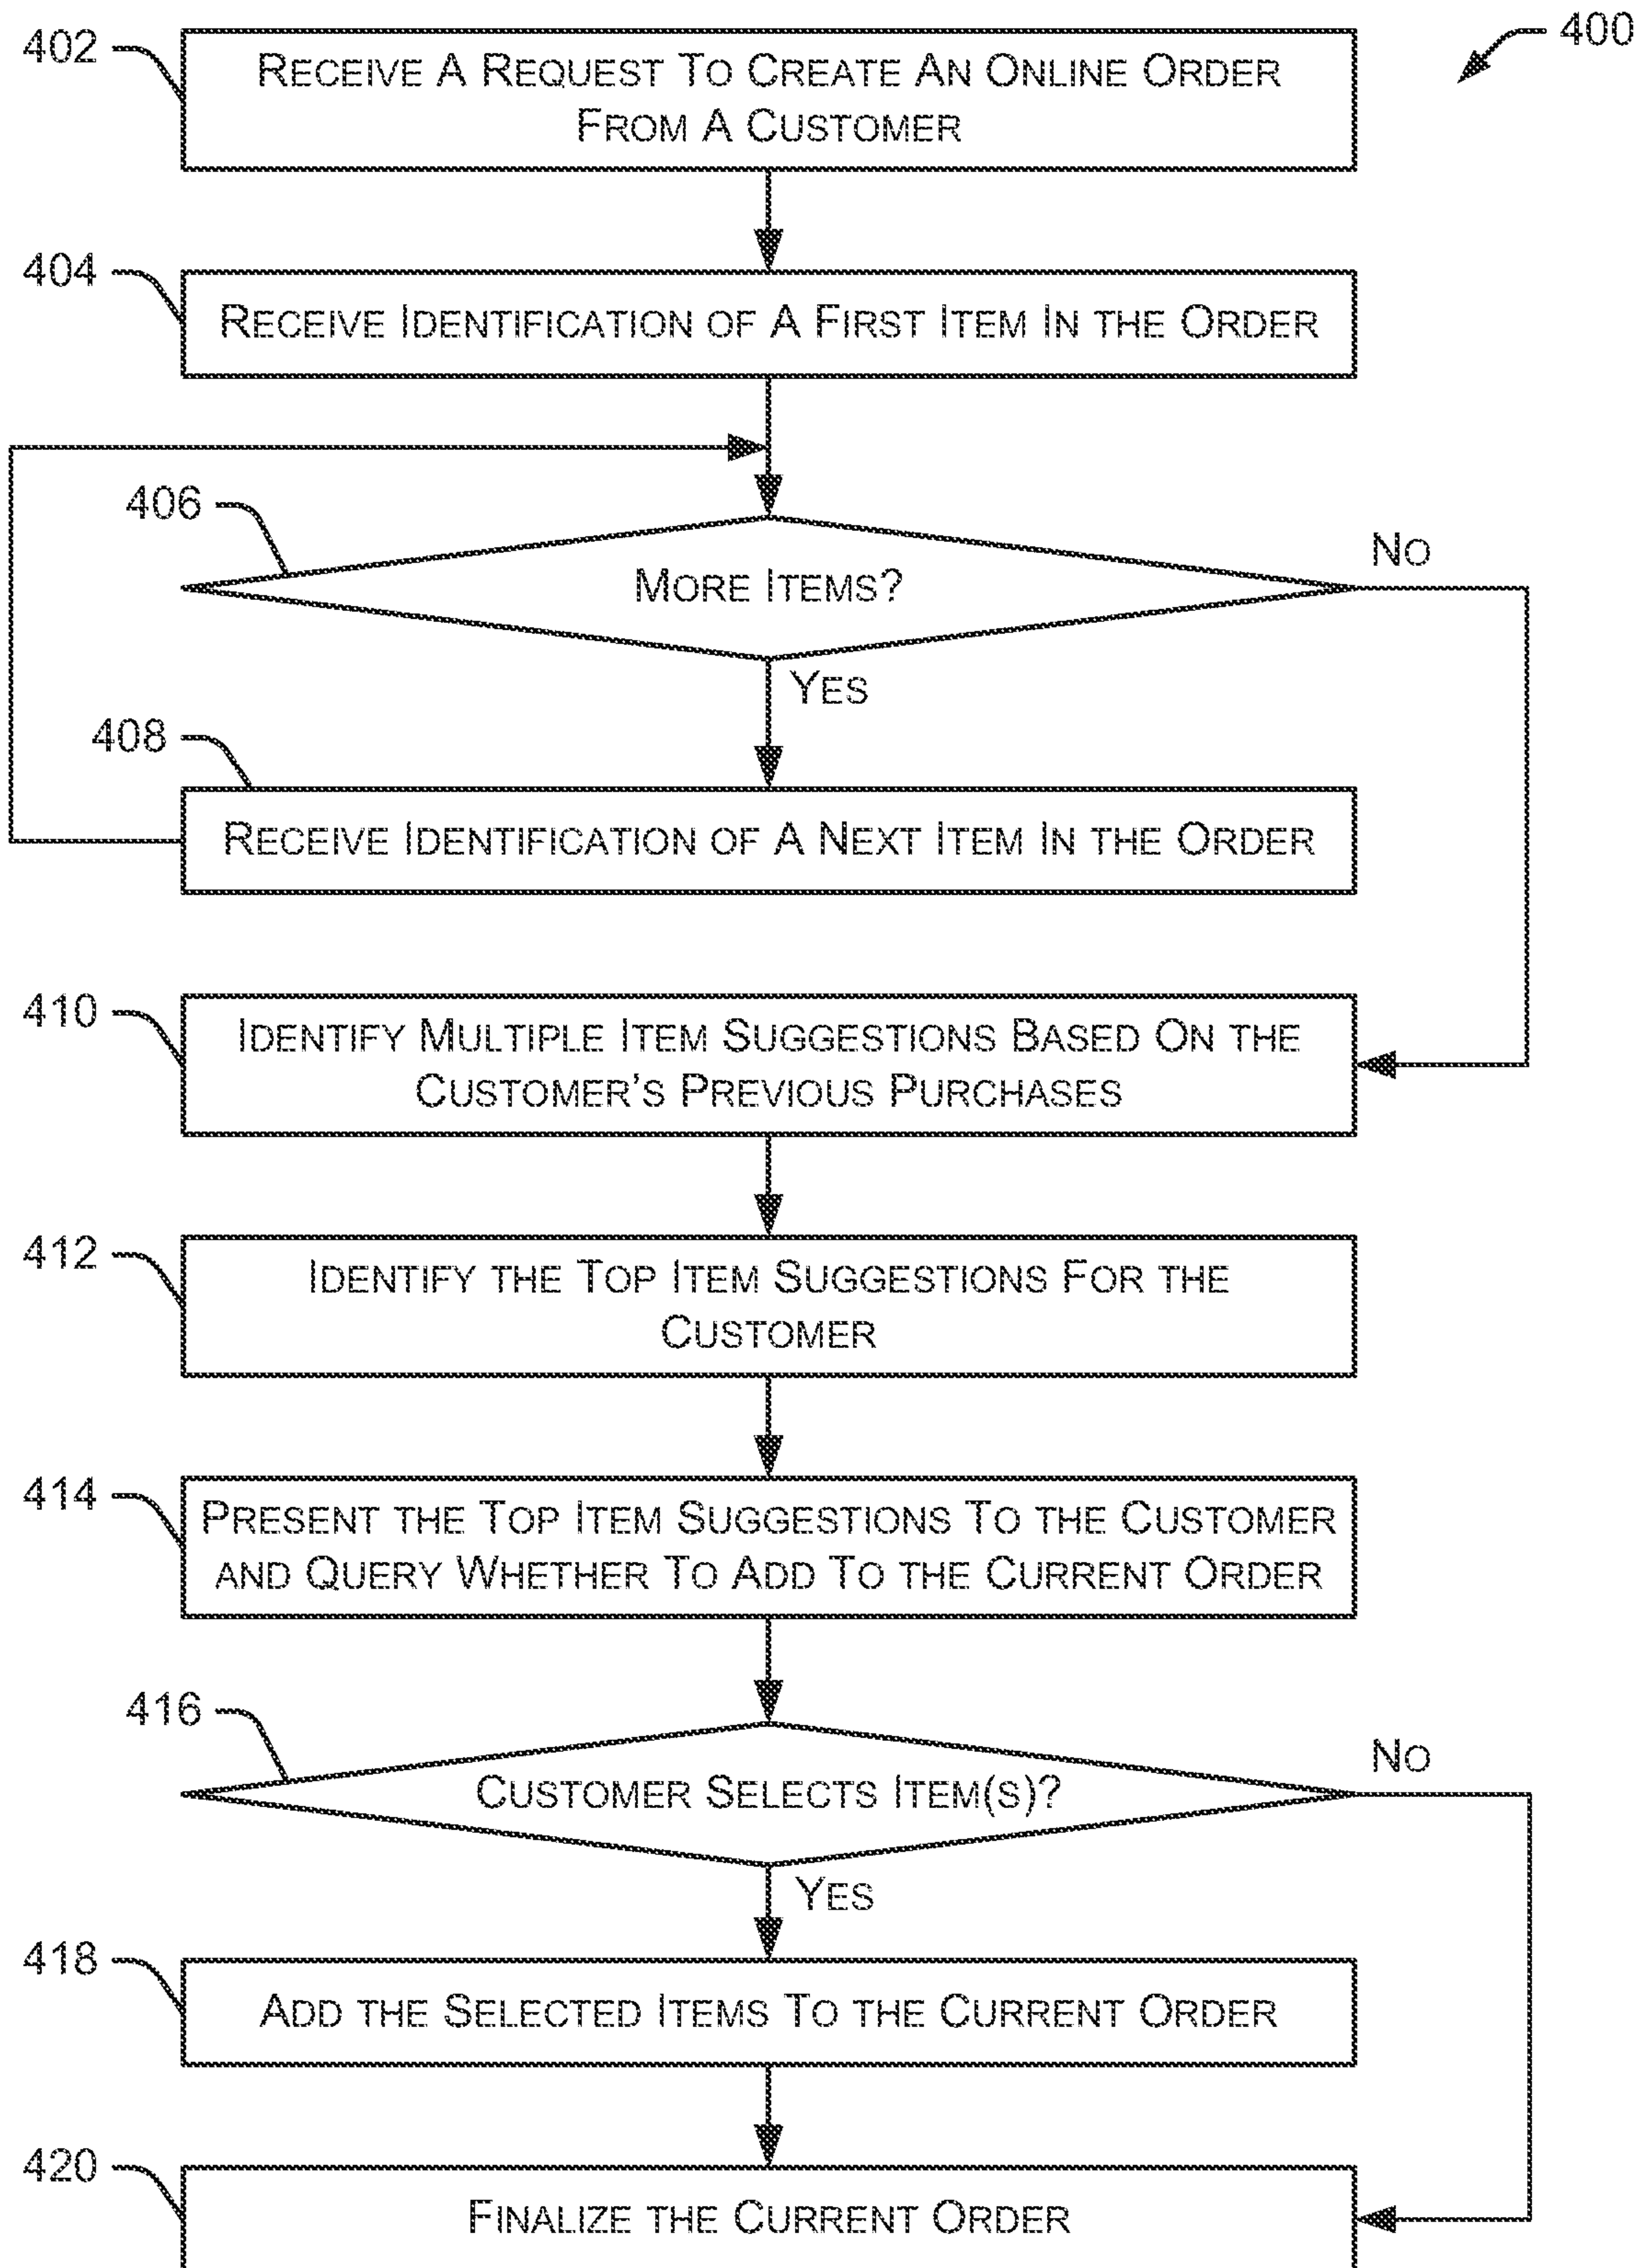 400
402
RECEIVE A REQUEST TO CREATE AN ONLINE ORDER
FROM A CUSTOMER
404
RECEIVE IDENTIFICATION OF A FIRST ITEM IN THE ORDER
406
MORE ITEMS?
NO
YES
408
RECEIVE IDENTIFICATION OF A NEXT ITEM IN THE ORDER
410
IDENTIFY MULTIPLE ITEM SUGGESTIONS BASED ON THE
CUSTOMER'S PREVIOUS PURCHASES
412
IDENTIFY THE TOP ITEM SUGGESTIONS FOR THE
CUSTOMER
414
PRESENT THE TOP ITEM SUGGESTIONS TO THE CUSTOMER
AND QUERY WHETHER TO ADD TO THE CURRENT ORDER
416
CUSTOMER SELECTS ITEM(S)?
NO
YES
418
ADD THE SELECTED ITEMS TO THE CURRENT ORDER
420
FINALIZE THE CURRENT ORDER